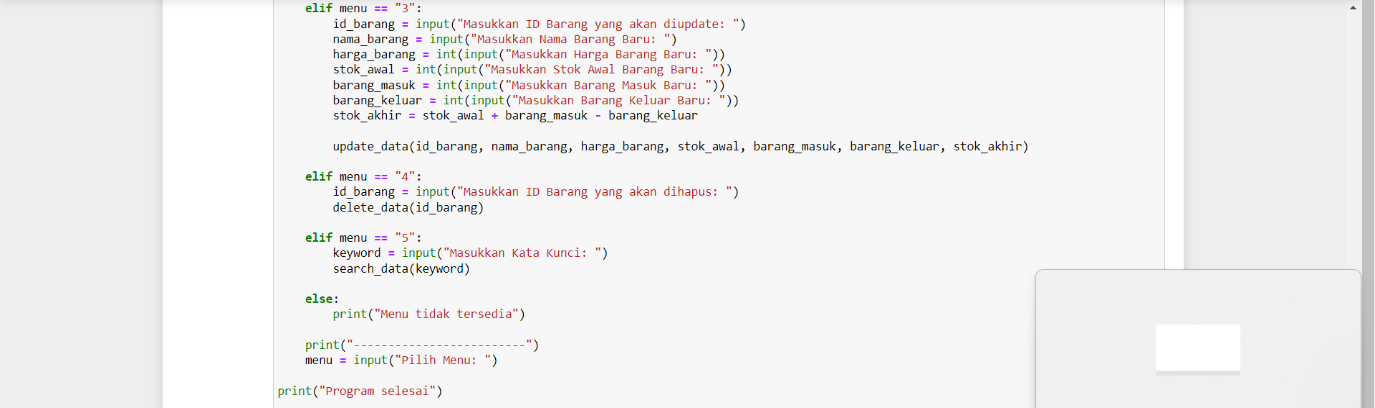 elif menu == "3":
id_barang = input("Masukkan ID Barang yang akan diupdate: ")
nama_barang = input("Masukkan Nama Barang Baru: ")
harga_barang = int(input("Masukkan Harga Barang Baru: "))
stok_awal = int(input("Masukkan Stok Awal Barang Baru: "))
barang_masuk = int(input("Masukkan Barang Masuk Baru: "))
barang_keluar = int(input("Masukkan Barang Keluar Baru: "))
stok_akhir = stok_awal + barang_masuk - barang_keluar
update_data(id_barang, nama_barang, harga_barang, stok_awal, barang_masuk, barang_keluar, stok_akhir)
elif menu == "4":
id_barang = input("Masukkan ID Barang yang akan dihapus: ")
delete_data(id_barang)
elif menu == "5":
keyword = input("Masukkan Kata Kunci: ")
search_data(keyword)
else:
print("Menu tidak tersedia")
print("-------------------------")
menu = input("Pilih Menu: ")
print("Program selesai")